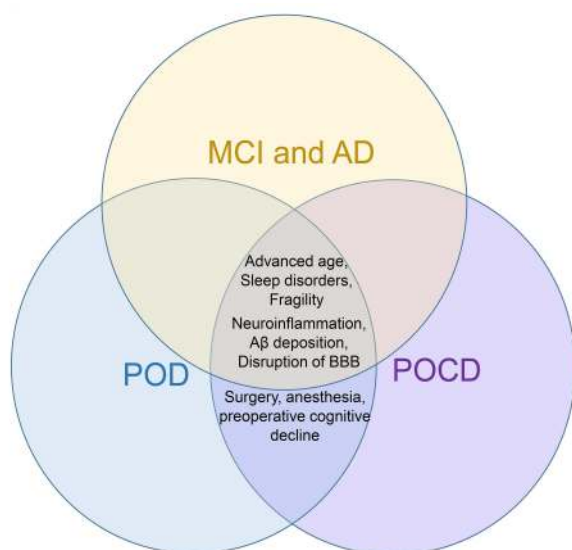 MCI and AD
Advanced age,
Sleep disorders,
Fragility
Neuroinflammation,
Aβ deposition,
Disruption of BBB
POD
POCD
Surgery, anesthesia,
preoperative cognitive
decline